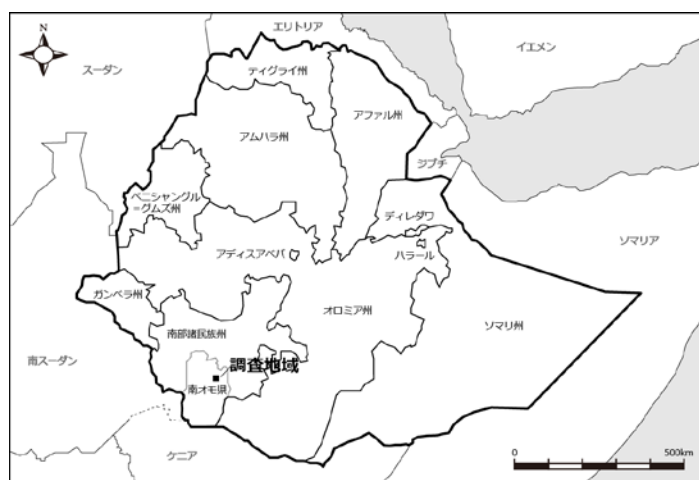 N
エリトリア
イエメン
スーダン
ティグライ州
アファル州
アムハラ州
ジブチ
ベニシャングル
=グムズ州
ディレダワ
ソマリア
アディスアベバ
ハラール
ガンベラ州
オロミア州
ソマリ州
南部諸民族州
南スーダン
調査地域
南オモ県
ケニア
0
500km